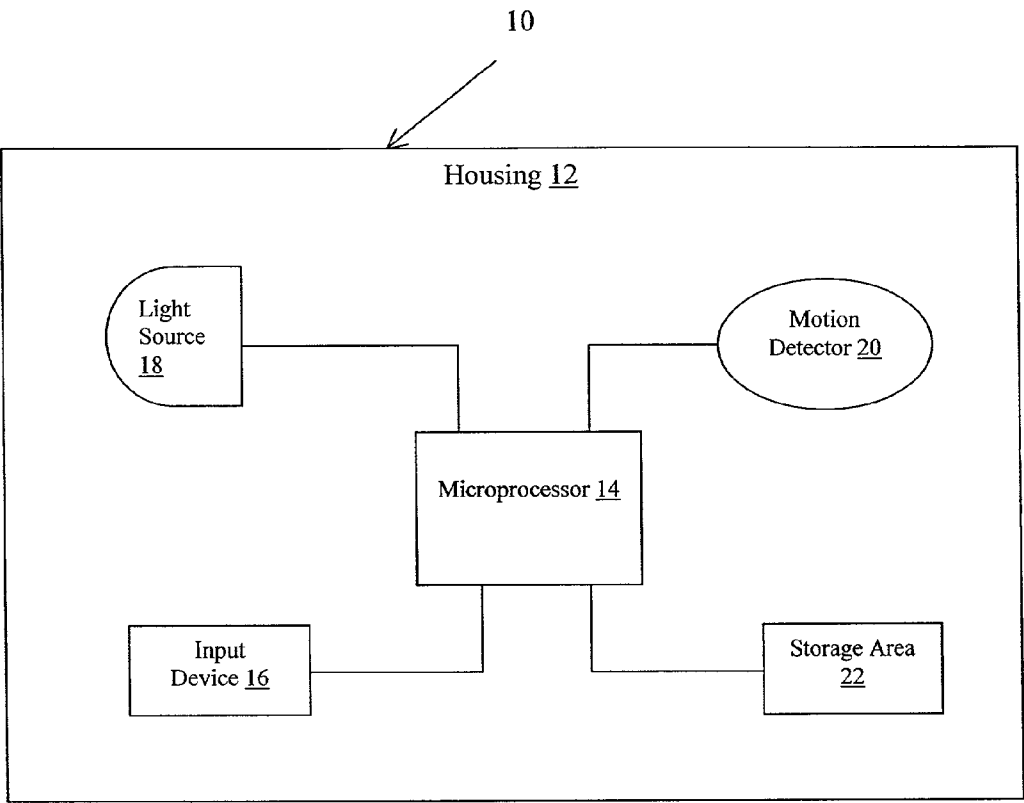 10
Housing 12
Light
Source
18
Motion
Detector 20
Microprocessor 14
Input
Device 16
Storage Area
22